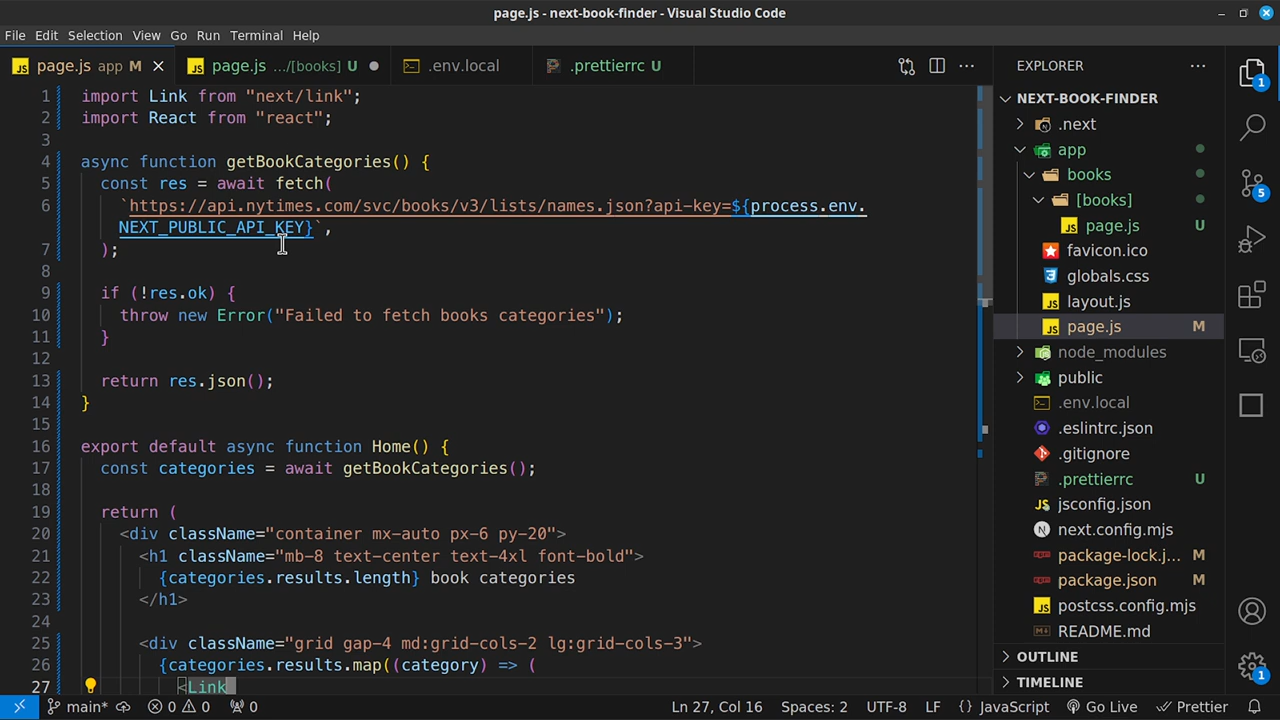 page.js - next-book-finder - Visual Studio Code
File Edit Selection View Go Run Terminal Help
page.js app M
page.js .../[books] U
.env.local
.prettierrc U
1 import Link from "next/link";
2 import React from "react";
3
4 async function getBookCategories() {
5 const res = await fetch(
6 `https://api.nytimes.com/svc/books/v3/lists/names.json?api-key=${process.env.
NEXT_PUBLIC_API_KEY}`,
7 );
8
9 if (!res.ok) {
10 throw new Error("Failed to fetch books categories");
11 }
12
13 return res.json();
14 }
15
16 export default async function Home() {
17 const categories = await getBookCategories();
18
19 return (
20 <div className="container mx-auto px-6 py-20">
21 <h1 className="mb-8 text-center text-4xl font-bold">
22 {categories.results.length} book categories
23 </h1>
24
25 <div className="grid gap-4 md:grid-cols-2 lg:grid-cols-3">
26 {categories.results.map((category) => (
27 <Link
EXPLORER
NEXT-BOOK-FINDER
.next
app
books
[books]
page.js U
favicon.ico
globals.css
layout.js
page.js M
node_modules
public
.env.local
.eslintrc.json
.gitignore
.prettierrc U
jsconfig.json
next.config.mjs
package-lock.j... M
package.json M
postcss.config.mjs
README.md
OUTLINE
TIMELINE
1
5
1
main* 0 0 0 Ln 27, Col 16 Spaces: 2 UTF-8 LF {} JavaScript Go Live Prettier